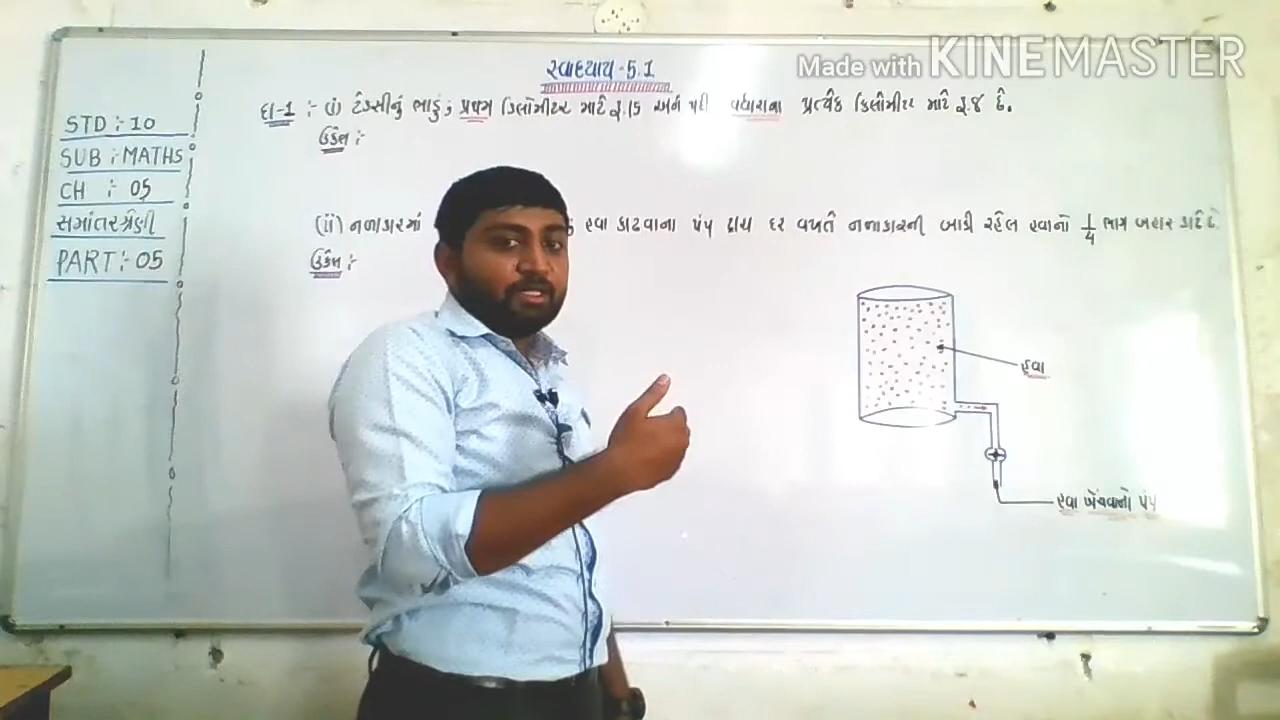 Made with KINEMASTER
સ્વાધ્યાય-5.1
STD :- 10
SUB :- MATHS
CH :- 05
સમાંતરશ્રેણી
PART :- 05
દા-1 :- (i) ટેક્સીનું ભાડું, પ્રથમ કિલોમીટર માટે રૂ.15 અને પછી વધારાના પ્રત્યેક કિલોમીટર માટે રૂ.8 છે.
ઉકેલ :-
(ii) નળાકારમાં હવા કાઢવાના પંપ દ્વારા દર વખતે નળાકારની બાકી રહેલ હવાનો 1/4 ભાગ બહાર કાઢે છે.
ઉકેલ :-
હવા
હવા ખેંચવાનો પંપ